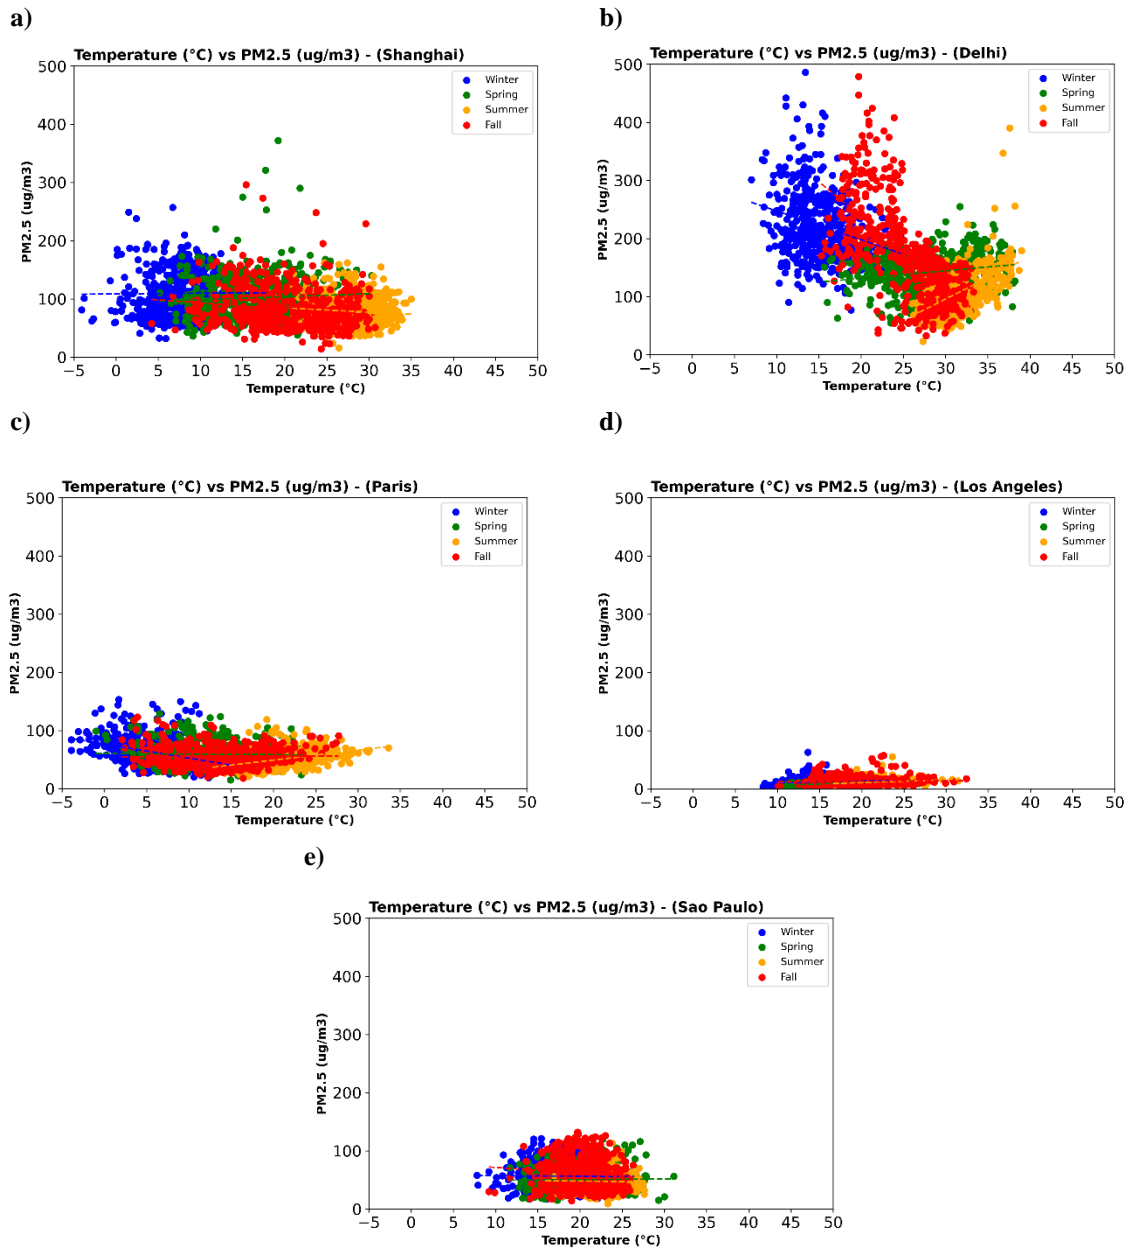 a)
Temperature (°C) vs PM2.5 (ug/m3) - (Shanghai)
500
400
300
200
100
0
PM2.5 (ug/m3)
Winter
Spring
Summer
Fall
−5 0 5 10 15 20 25 30 35 40 45 50
Temperature (°C)
b)
Temperature (°C) vs PM2.5 (ug/m3) - (Delhi)
500
400
300
200
100
0
PM2.5 (ug/m3)
Winter
Spring
Summer
Fall
−5 0 5 10 15 20 25 30 35 40 45 50
Temperature (°C)
c)
Temperature (°C) vs PM2.5 (ug/m3) - (Paris)
500
400
300
200
100
0
PM2.5 (ug/m3)
Winter
Spring
Summer
Fall
−5 0 5 10 15 20 25 30 35 40 45 50
Temperature (°C)
d)
Temperature (°C) vs PM2.5 (ug/m3) - (Los Angeles)
500
400
300
200
100
0
PM2.5 (ug/m3)
Winter
Spring
Summer
Fall
−5 0 5 10 15 20 25 30 35 40 45 50
Temperature (°C)
e)
Temperature (°C) vs PM2.5 (ug/m3) - (Sao Paulo)
500
400
300
200
100
0
PM2.5 (ug/m3)
Winter
Spring
Summer
Fall
−5 0 5 10 15 20 25 30 35 40 45 50
Temperature (°C)